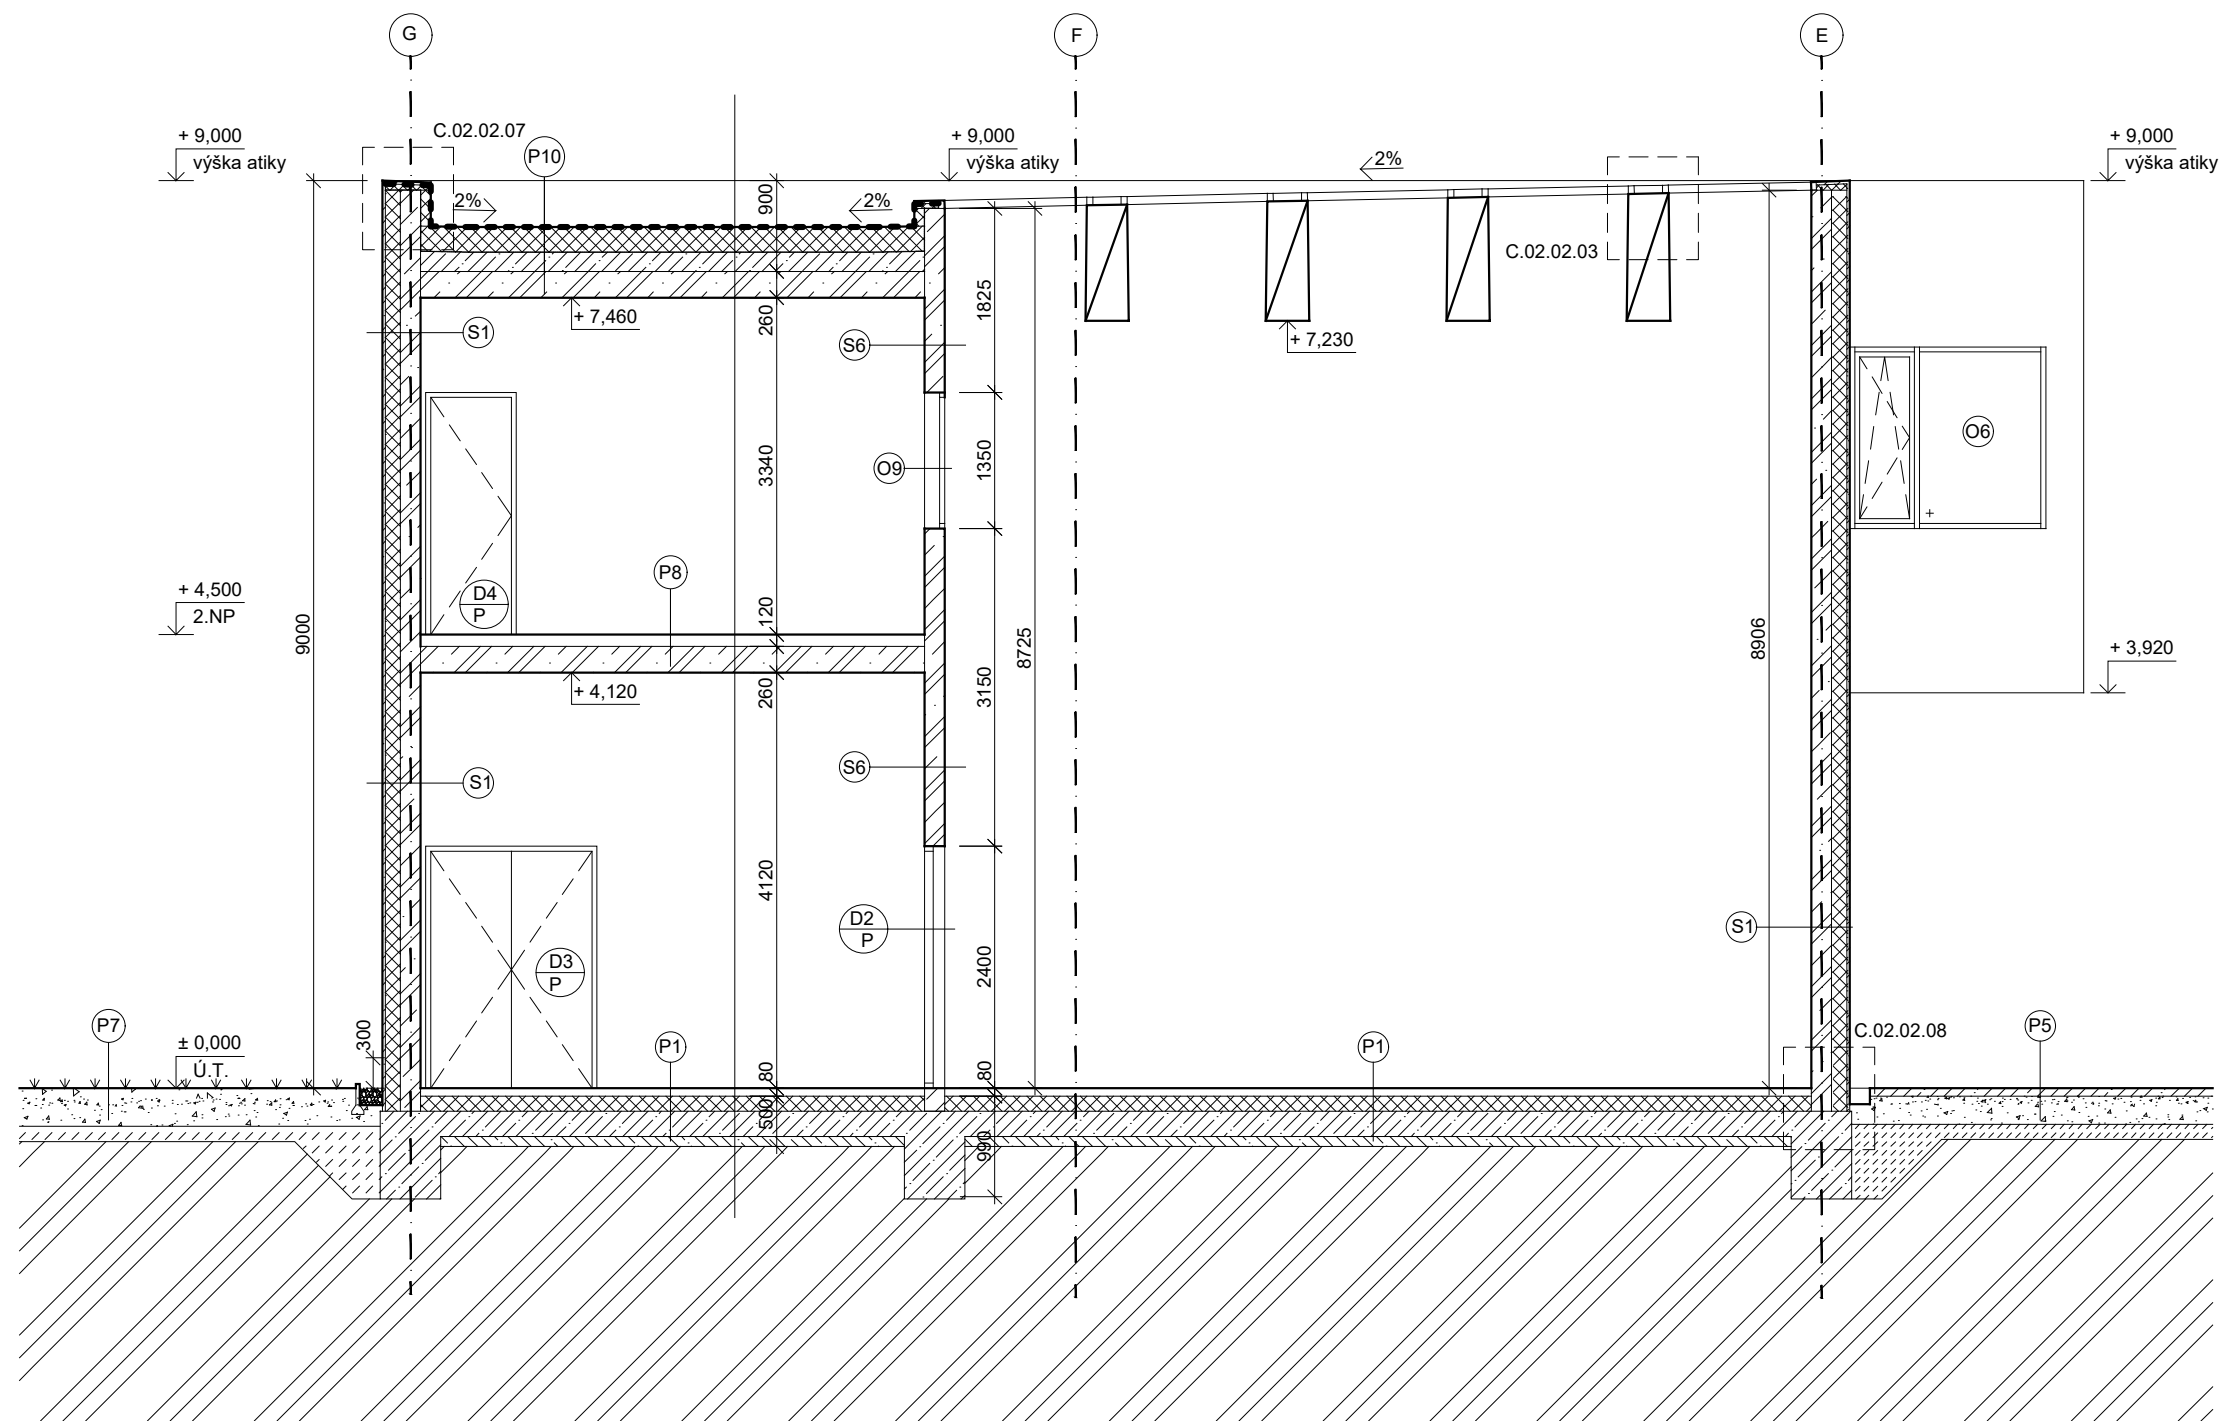 G
F
E
C.02.02.07
+ 9,000
výška atiky
P10
+ 9,000
výška atiky
2%
+ 9,000
výška atiky
2%
2%
900
C.02.02.03
1825
+ 7,460
260
+ 7,230
S1
S6
O6
3340
O9
1350
P8
+ 4,500
2.NP
D4
P
120
9000
8725
8906
+ 3,920
+ 4,120
260
3150
S1
S6
4120
D2
P
S1
D3
P
2400
P7
300
± 0,000
Ú.T.
P1
80
80
P1
C.02.02.08
P5
500
990